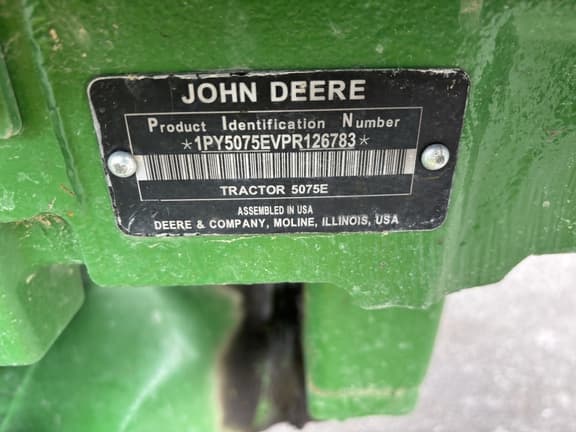 JOHN DEERE
Product Identification Number
*1PY5075EVPR126783*
TRACTOR 5075E
ASSEMBLED IN USA
DEERE & COMPANY, MOLINE, ILLINOIS, USA